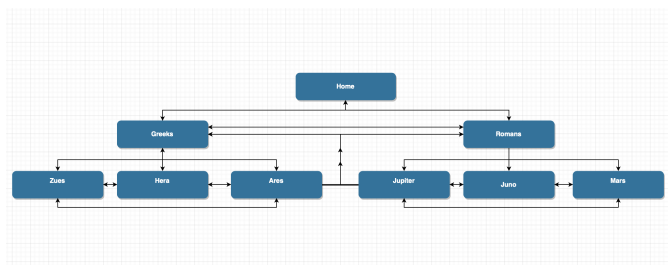 Home
Greeks
Romans
Zues
Hera
Ares
Jupiter
Juno
Mars